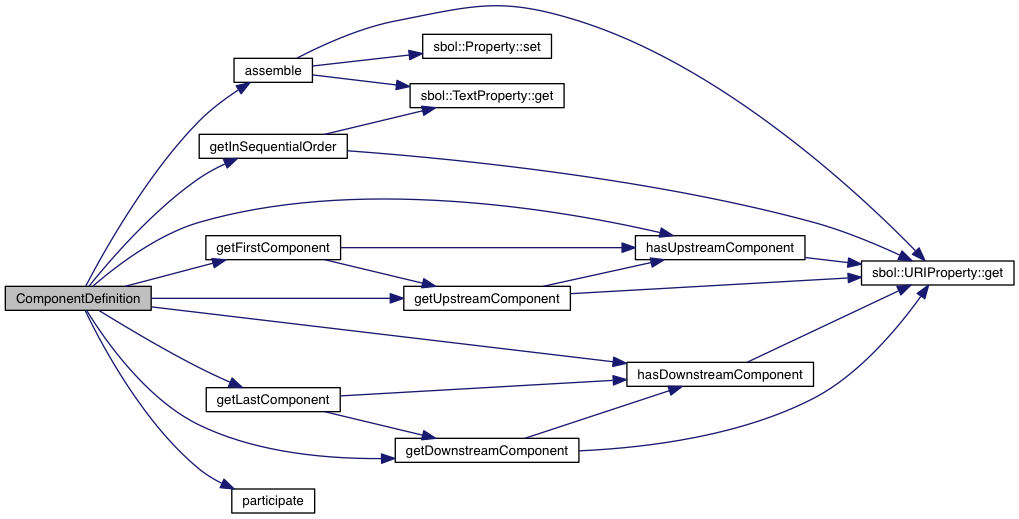 sbol::Property::set
assemble
sbol::TextProperty::get
getInSequentialOrder
getFirstComponent
hasUpstreamComponent
sbol::URIProperty::get
ComponentDefinition
getUpstreamComponent
hasDownstreamComponent
getLastComponent
getDownstreamComponent
participate